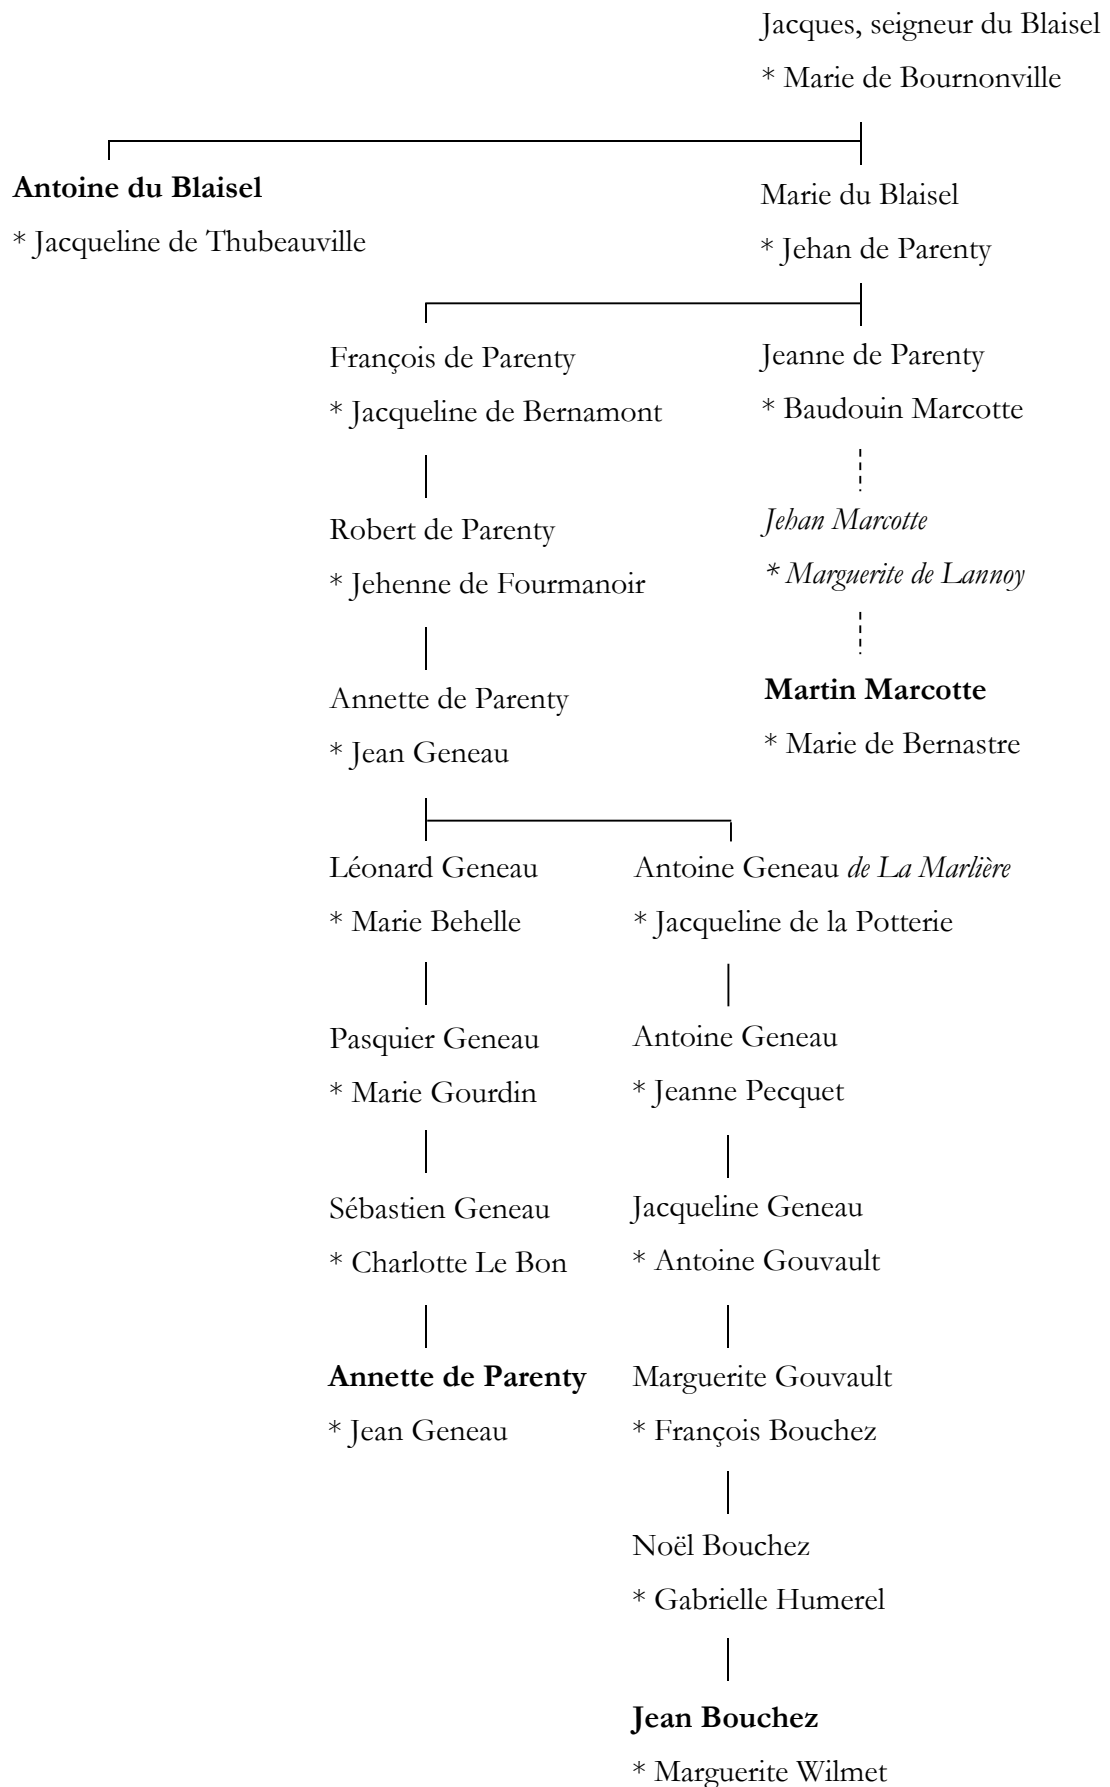 Jacques, seigneur du Blaisel
* Marie de Bournonville
Antoine du Blaisel
* Jacqueline de Thubeauville
Marie du Blaisel
* Jehan de Parenty
François de Parenty
* Jacqueline de Bernamont
Jeanne de Parenty
* Baudouin Marcotte
Robert de Parenty
* Jehenne de Fourmanoir
Jehan Marcotte
* Marguerite de Lannoy
Annette de Parenty
* Jean Geneau
Martin Marcotte
* Marie de Bernastre
Léonard Geneau
* Marie Behelle
Antoine Geneau de La Marlière
* Jacqueline de la Potterie
Pasquier Geneau
* Marie Gourdin
Antoine Geneau
* Jeanne Pecquet
Sébastien Geneau
* Charlotte Le Bon
Jacqueline Geneau
* Antoine Gouvault
Annette de Parenty
* Jean Geneau
Marguerite Gouvault
* François Bouchez
Noël Bouchez
* Gabrielle Humerel
Jean Bouchez
* Marguerite Wilmet